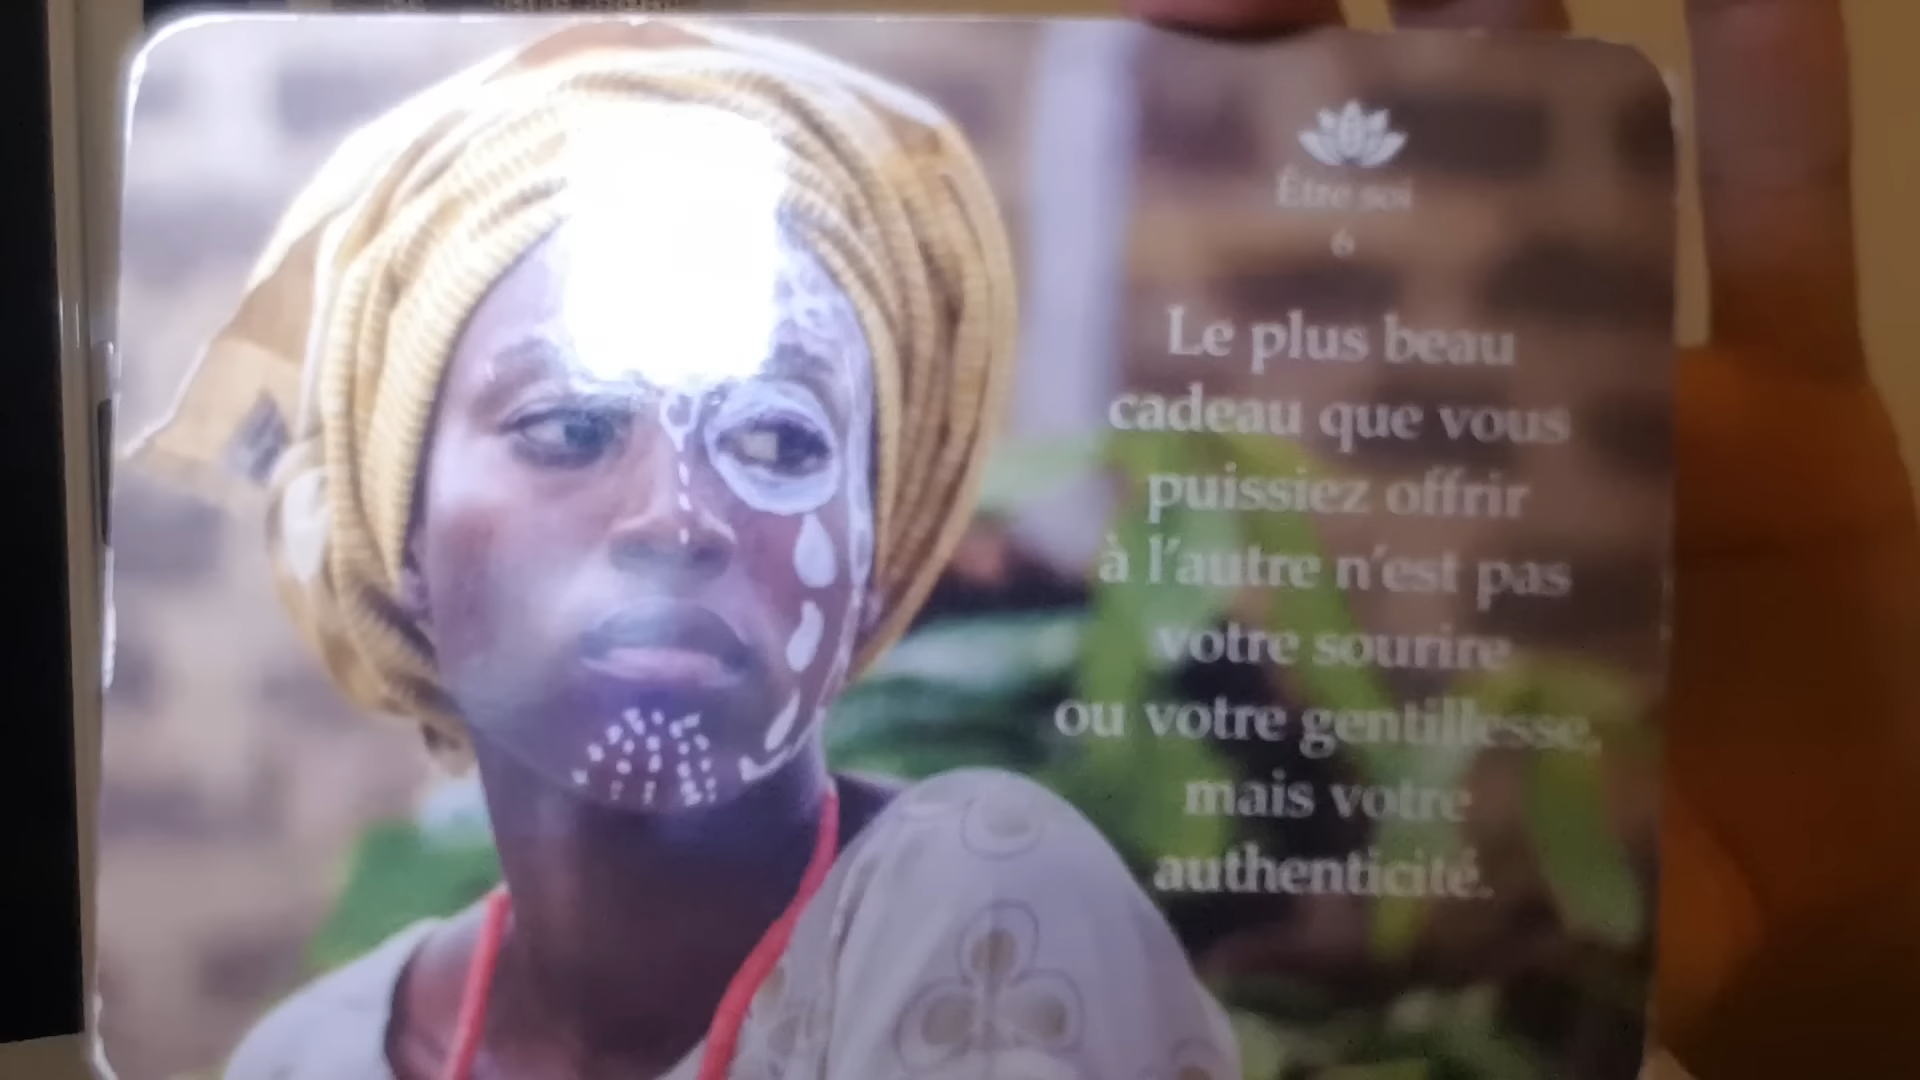 Être soi
6
Le plus beau
cadeau que vous
puissiez offrir
à l'autre n'est pas
votre sourire
ou votre gentillesse,
mais votre
authenticité.